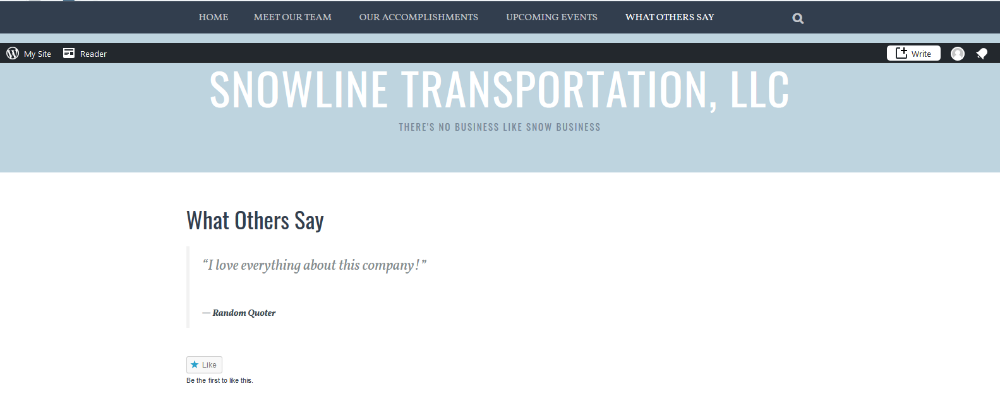 HOME MEET OUR TEAM OUR ACCOMPLISHMENTS UPCOMING EVENTS WHAT OTHERS SAY
My Site Reader Write
SNOWLINE TRANSPORTATION, LLC
THERE'S NO BUSINESS LIKE SNOW BUSINESS
What Others Say
“I love everything about this company!”
— Random Quoter
Like
Be the first to like this.